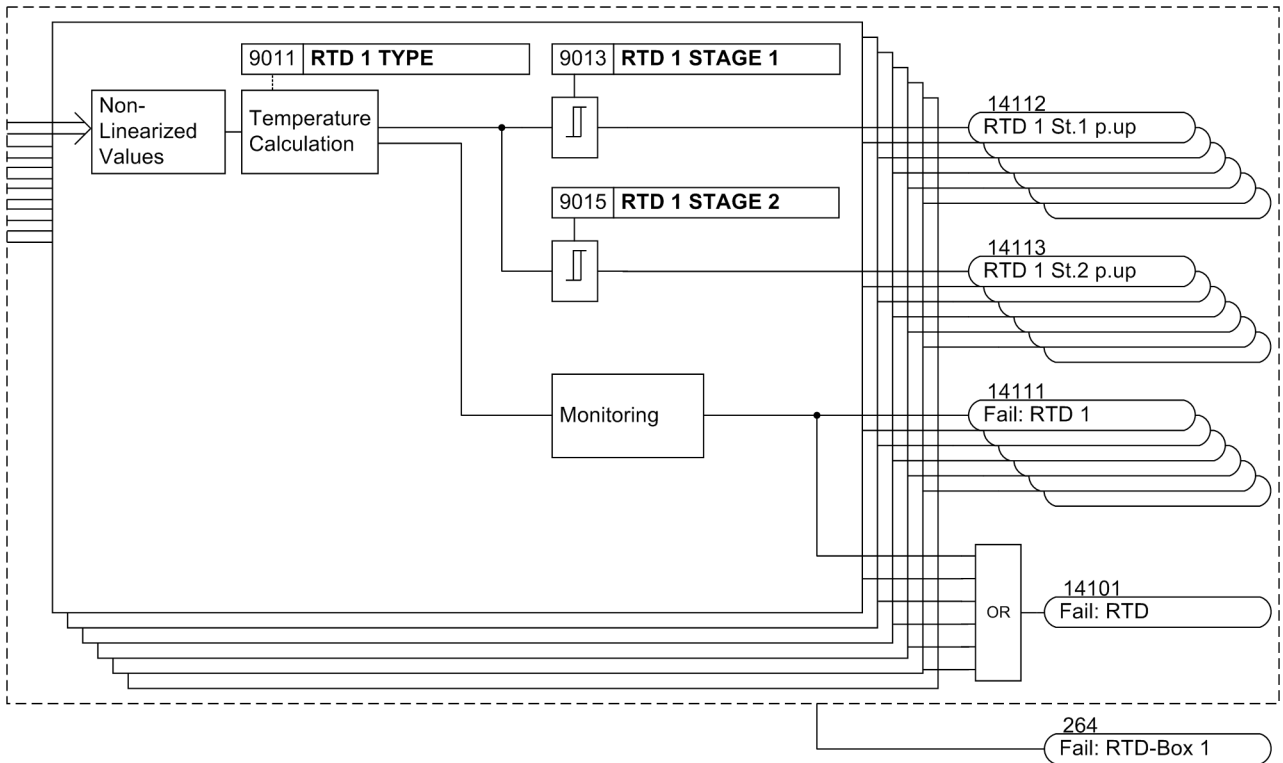 9011 RTD 1 TYPE
9013 RTD 1 STAGE 1
Non-
Linearized
Values
Temperature
Calculation
14112
RTD 1 St.1 p.up
9015 RTD 1 STAGE 2
14113
RTD 1 St.2 p.up
Monitoring
14111
Fail: RTD 1
OR
14101
Fail: RTD
264
Fail: RTD-Box 1